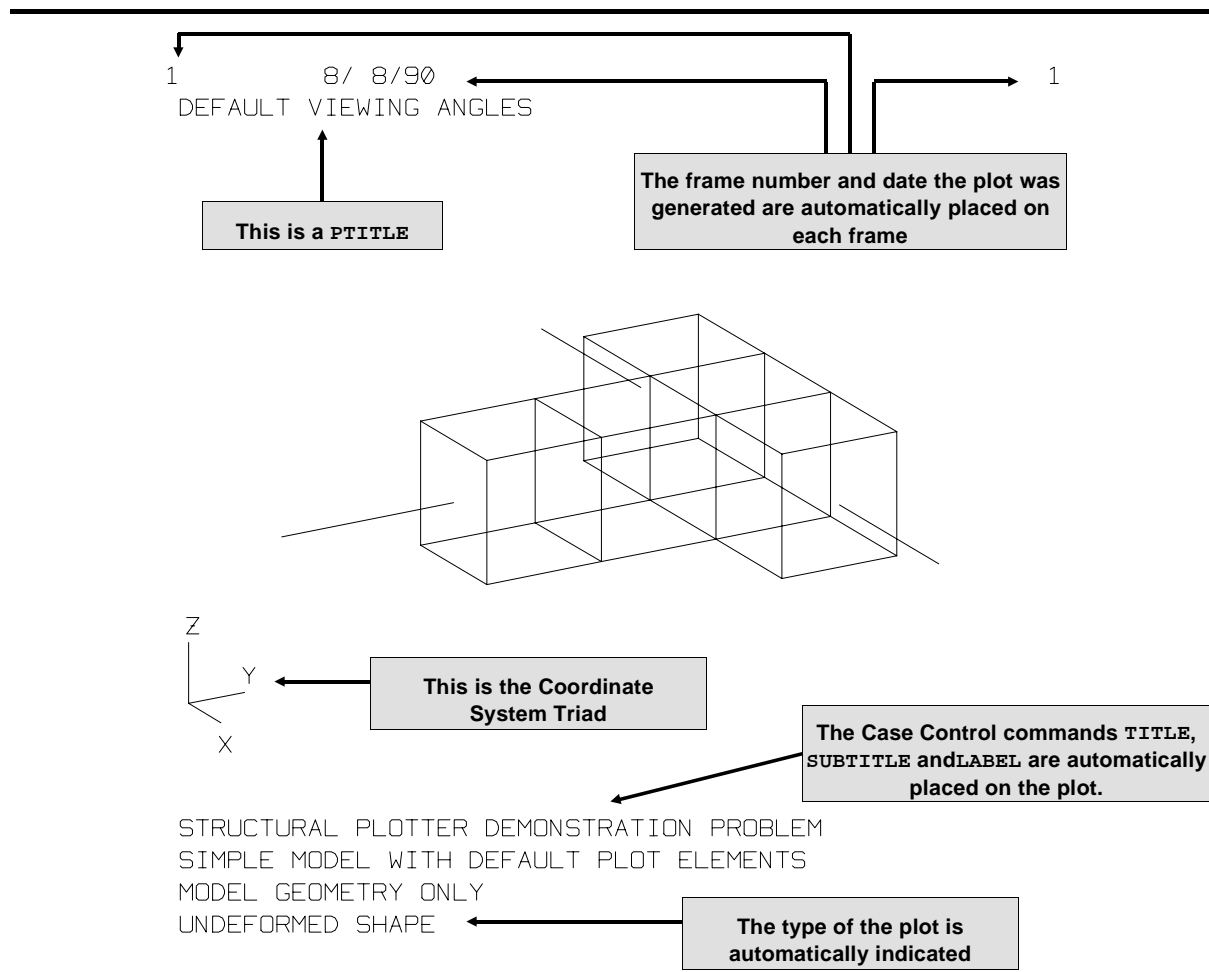 1 8/ 8/90 1
DEFAULT VIEWING ANGLES
The frame number and date the plot was
generated are automatically placed on
each frame
This is a PTITLE
Z
Y
X
This is the Coordinate
System Triad
The Case Control commands TITLE,
SUBTITLE andLABEL are automatically
placed on the plot.
STRUCTURAL PLOTTER DEMONSTRATION PROBLEM
SIMPLE MODEL WITH DEFAULT PLOT ELEMENTS
MODEL GEOMETRY ONLY
UNDEFORMED SHAPE
The type of the plot is
automatically indicated